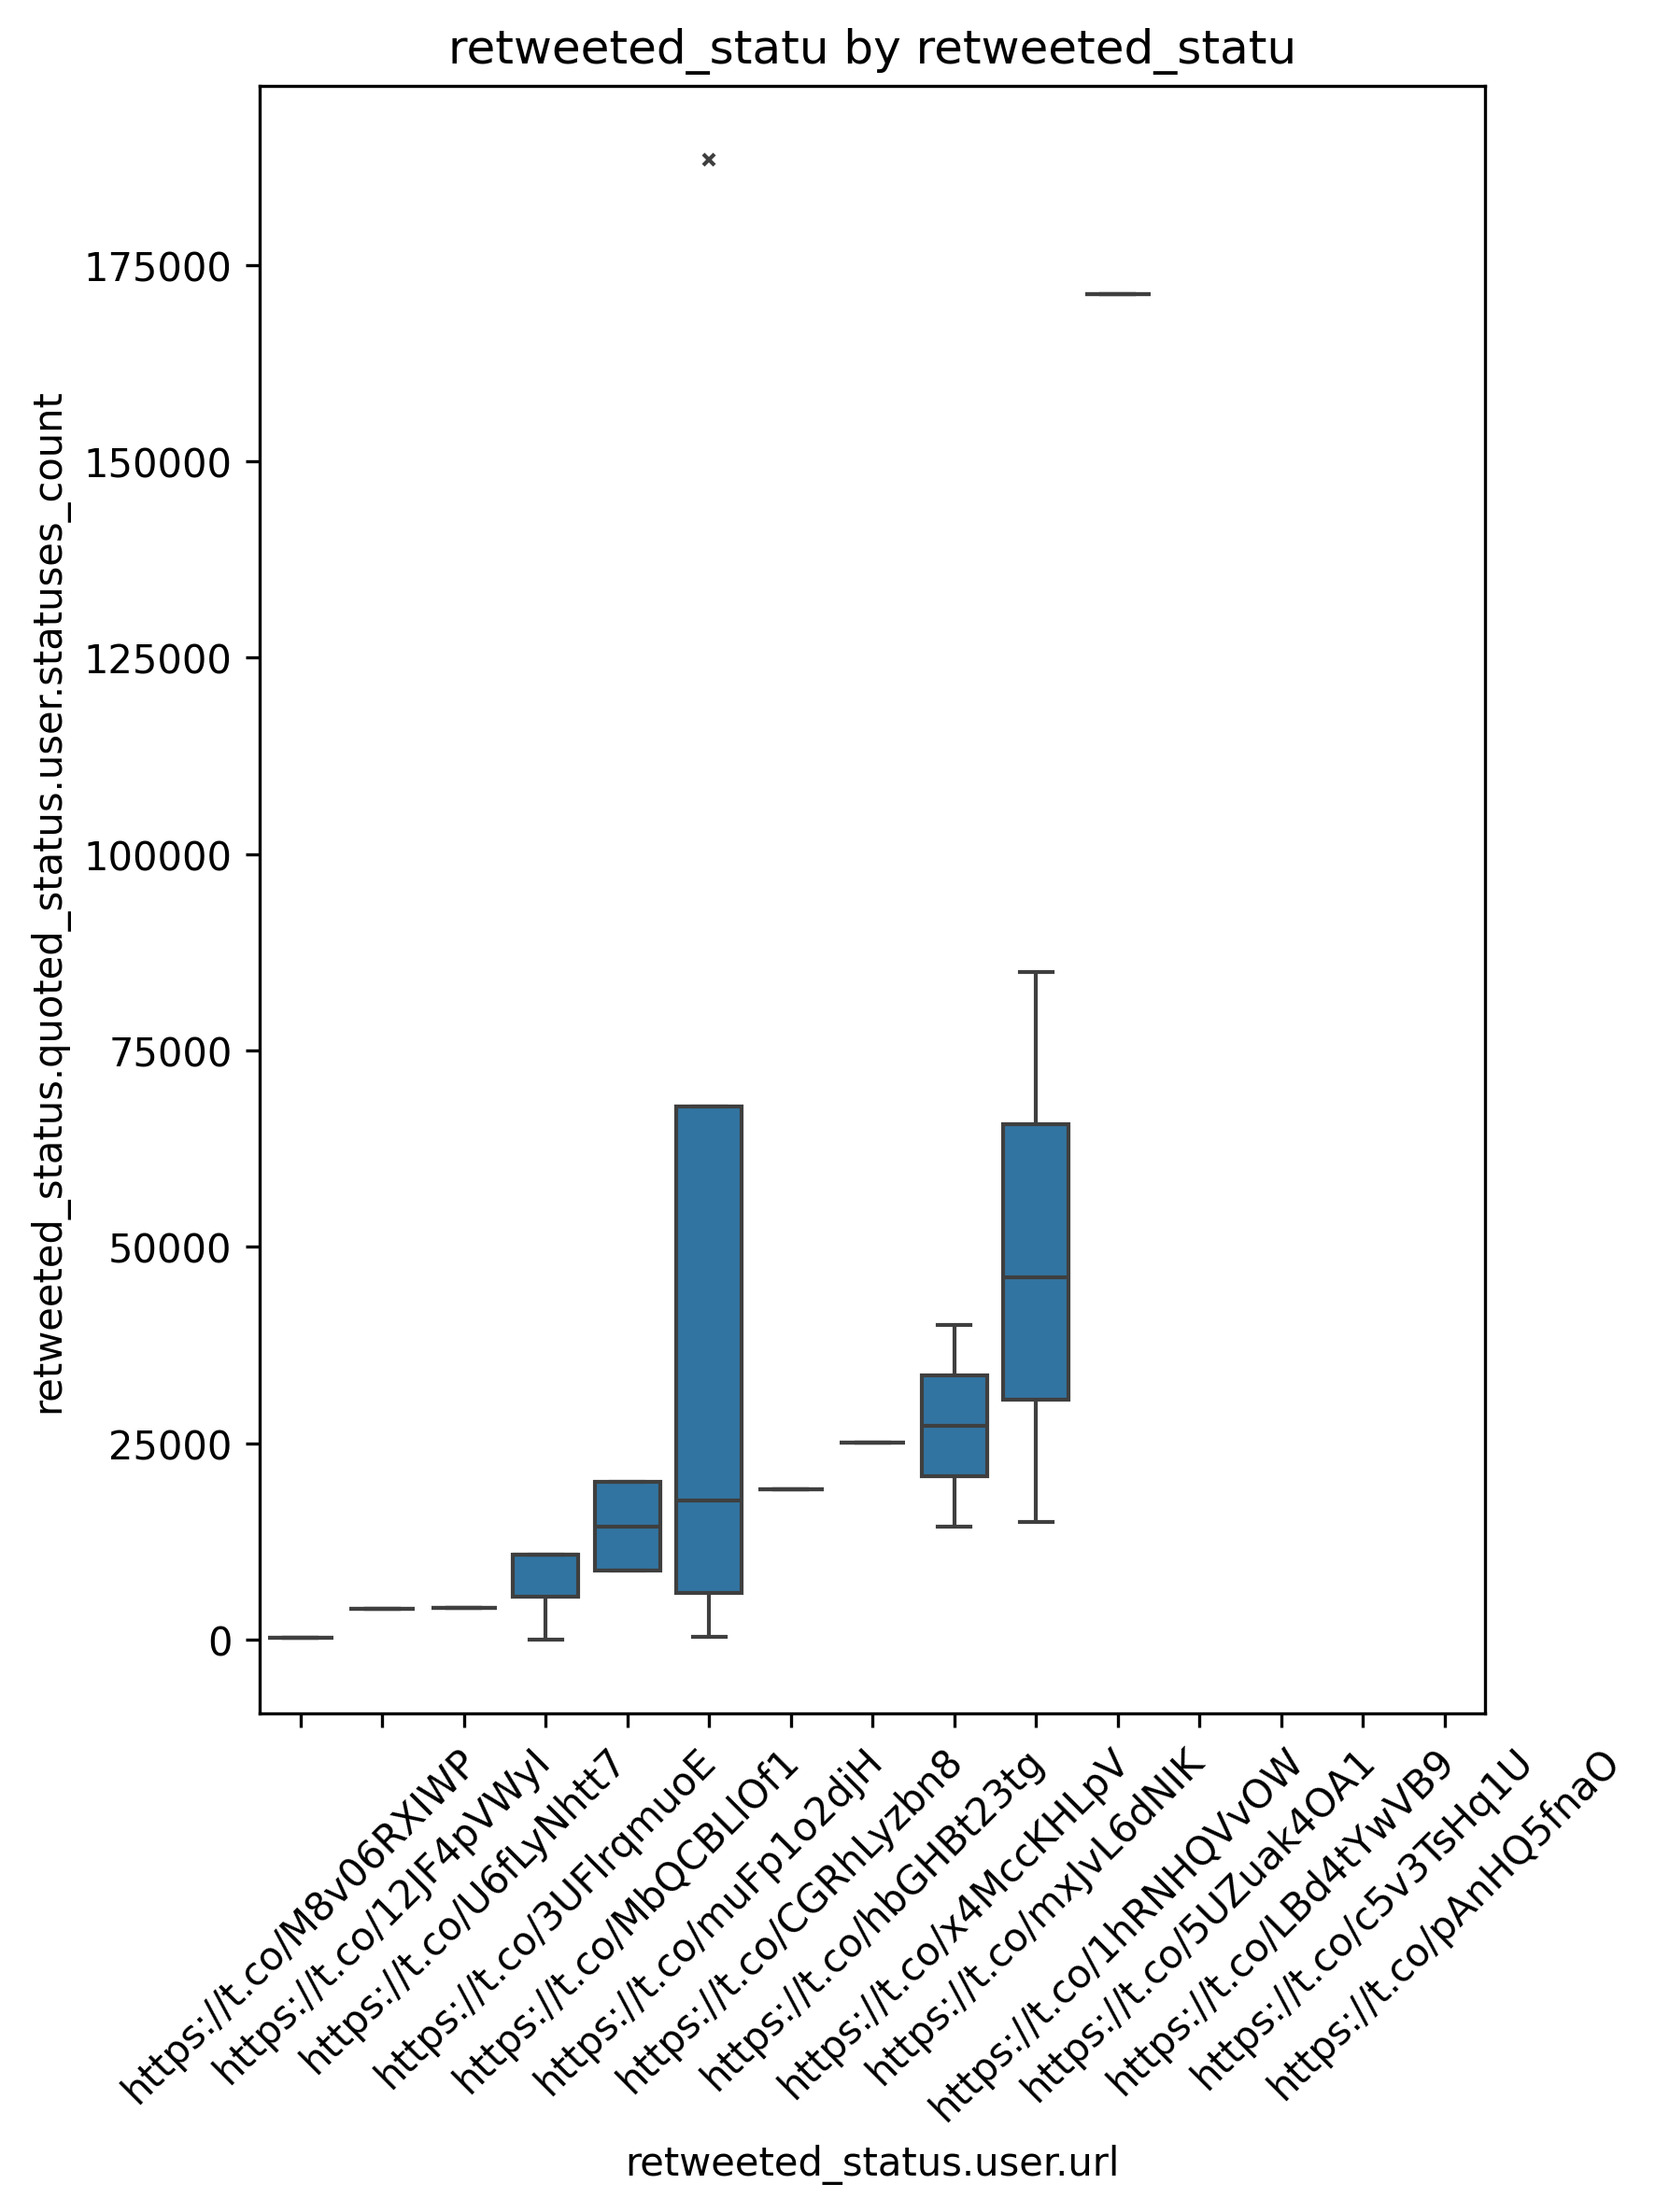 retweeted_statu by retweeted_statu
retweeted_status.quoted_status.user.statuses_count
175000
150000
125000
100000
75000
50000
25000
0
https://t.co/M8v06RXIWP
https://t.co/12JF4pVWyI
https://t.co/U6fLyNhtt7
https://t.co/3UFlrqmuoE
https://t.co/MbQCBLlOf1
https://t.co/muFp1o2djH
https://t.co/CGRhLyzbn8
https://t.co/hbGHBt23tg
https://t.co/x4MccKHLpV
https://t.co/mxJvL6dNlK
https://t.co/1hRNHQVvOW
https://t.co/5UZuak4OA1
https://t.co/LBd4tYwVB9
https://t.co/c5v3TsHq1U
https://t.co/pAnHQ5fnaO
retweeted_status.user.url